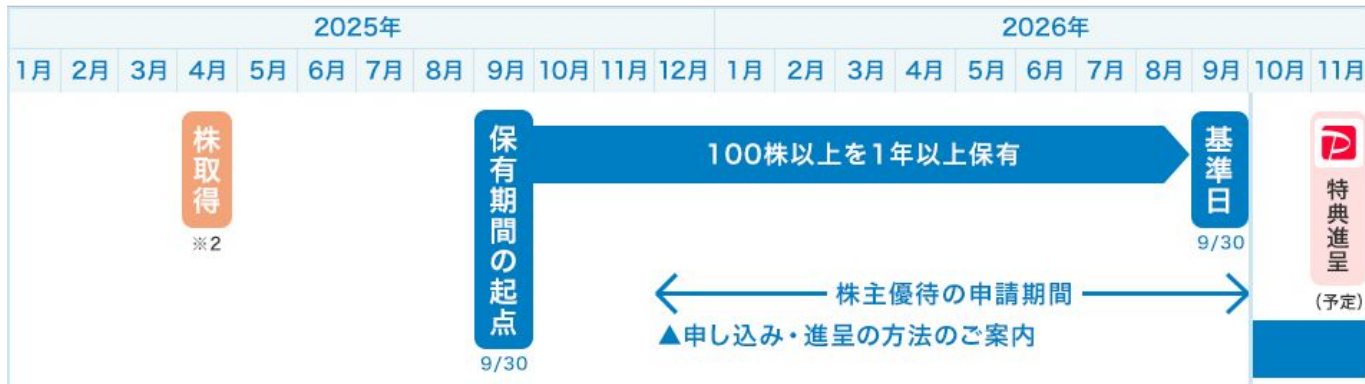 2025年 2026年
1月 2月 3月 4月 5月 6月 7月 8月 9月 10月 11月 12月 1月 2月 3月 4月 5月 6月 7月 8月 9月 10月 11月
株取得
※2
保有期間の起点
9/30
100株以上を1年以上保有
基準日
9/30
特典進呈
(予定)
株主優待の申請期間
▲申し込み・進呈の方法のご案内